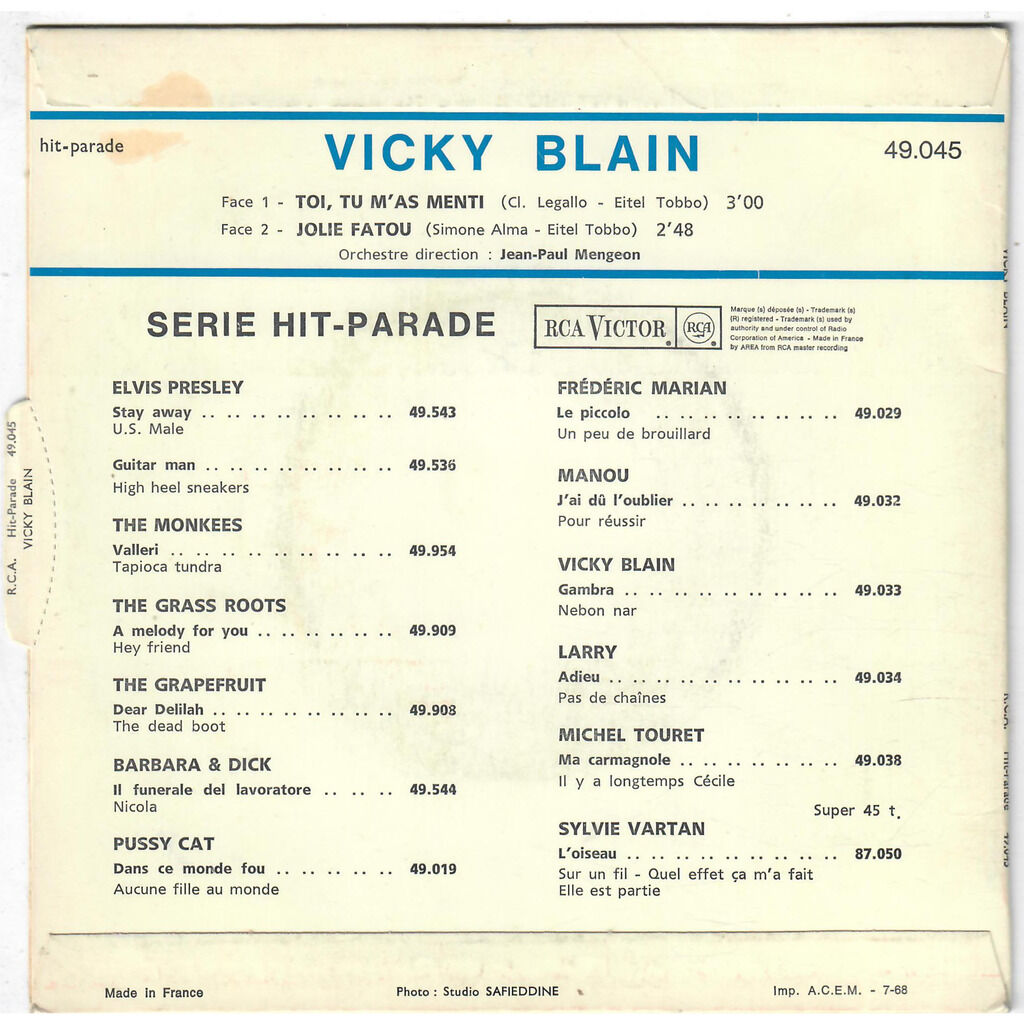 hit-parade
VICKY BLAIN
49.045
Face 1 - TOI, TU M'AS MENTI (Cl. Legallo - Eitel Tobbo) 3'00
Face 2 - JOLIE FATOU (Simone Alma - Eitel Tobbo) 2'48
Orchestre direction : Jean-Paul Mengeon
SERIE HIT-PARADE
RCA VICTOR RCA
Marque (s) déposée (s) - Trademark (s)
(R) registered - Trademark (s) used by
authority and under control of Radio
Corporation of America - Made in France
by AREA from RCA master recording
ELVIS PRESLEY
Stay away .. .. .. .. .. .. .. .. .. .. 49.543
U.S. Male
Guitar man .. .. .. .. .. .. .. .. .. .. 49.536
High heel sneakers
THE MONKEES
Valleri .. .. .. .. .. .. .. .. .. .. 49.954
Tapioca tundra
THE GRASS ROOTS
A melody for you .. .. .. .. .. .. 49.909
Hey friend
THE GRAPEFRUIT
Dear Delilah .. .. .. .. .. .. .. .. 49.908
The dead boot
BARBARA & DICK
Il funerale del lavoratore .. .. .. 49.544
Nicola
PUSSY CAT
Dans ce monde fou .. .. .. .. .. 49.019
Aucune fille au monde
FRÉDÉRIC MARIAN
Le piccolo .. .. .. .. .. .. .. .. 49.029
Un peu de brouillard
MANOU
J'ai dû l'oublier .. .. .. .. .. .. .. 49.032
Pour réussir
VICKY BLAIN
Gambra .. .. .. .. .. .. .. .. .. 49.033
Nebon nar
LARRY
Adieu .. .. .. .. .. .. .. .. .. .. 49.034
Pas de chaînes
MICHEL TOURET
Ma carmagnole .. .. .. .. .. .. .. 49.038
Il y a longtemps Cécile
Super 45 t.
SYLVIE VARTAN
L'oiseau .. .. .. .. .. .. .. .. .. 87.050
Sur un fil - Quel effet ça m'a fait
Elle est partie
Made in France
Photo : Studio SAFIEDDINE
Imp. A.C.E.M. - 7-68
R.C.A. Hit-Parade 49.045
VICKY BLAIN